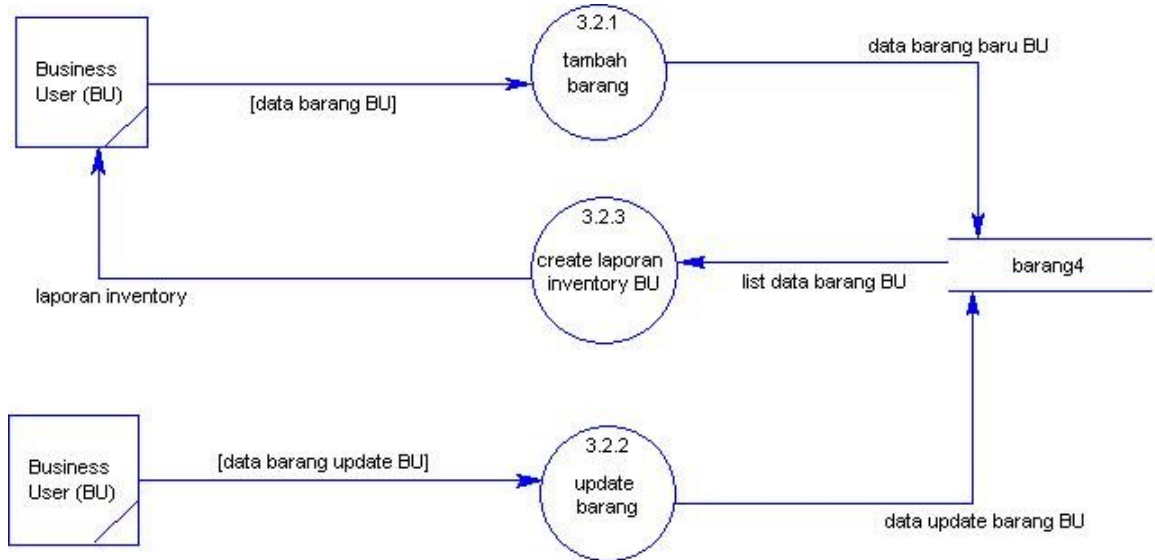 3.2.1
tambah
barang
data barang baru BU
Business
User (BU)
[data barang BU]
3.2.3
create laporan
inventory BU
barang4
list data barang BU
laporan inventory
3.2.2
update
barang
[data barang update BU]
Business
User (BU)
data update barang BU